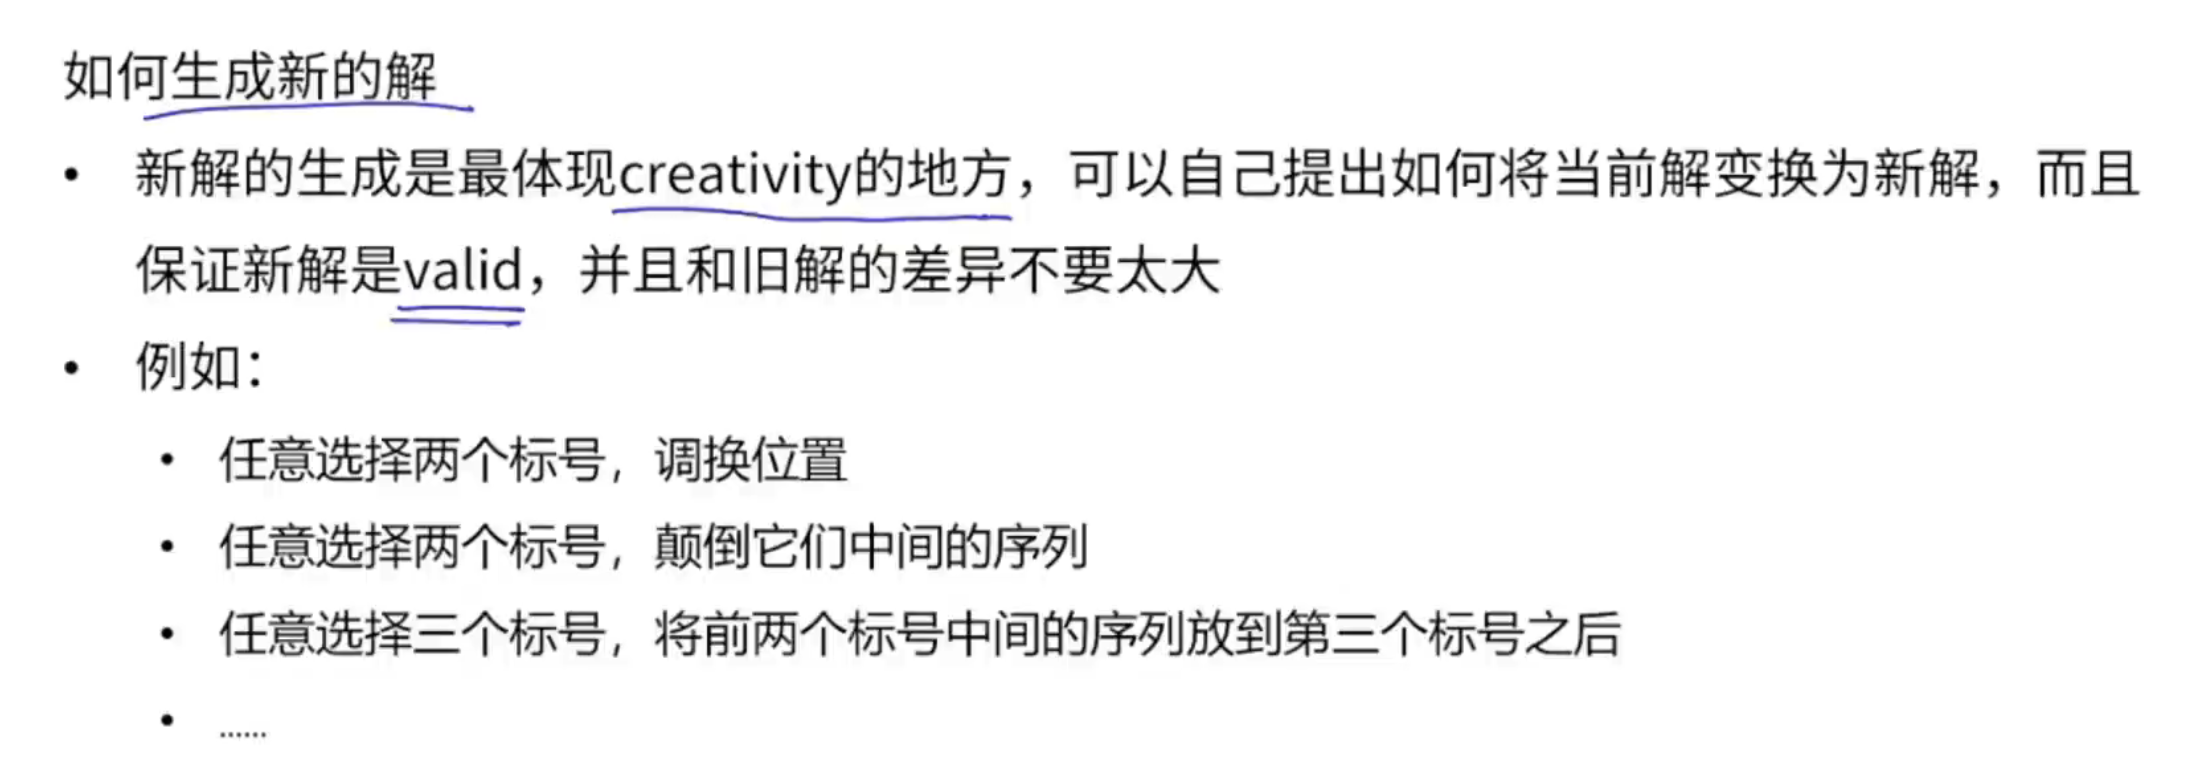 如何生成新的解
• 新解的生成是最体现creativity的地方，可以自己提出如何将当前解变换为新解，而且
保证新解是valid，并且和旧解的差异不要太大
• 例如：
• 任意选择两个标号，调换位置
• 任意选择两个标号，颠倒它们中间的序列
• 任意选择三个标号，将前两个标号中间的序列放到第三个标号之后
• ......